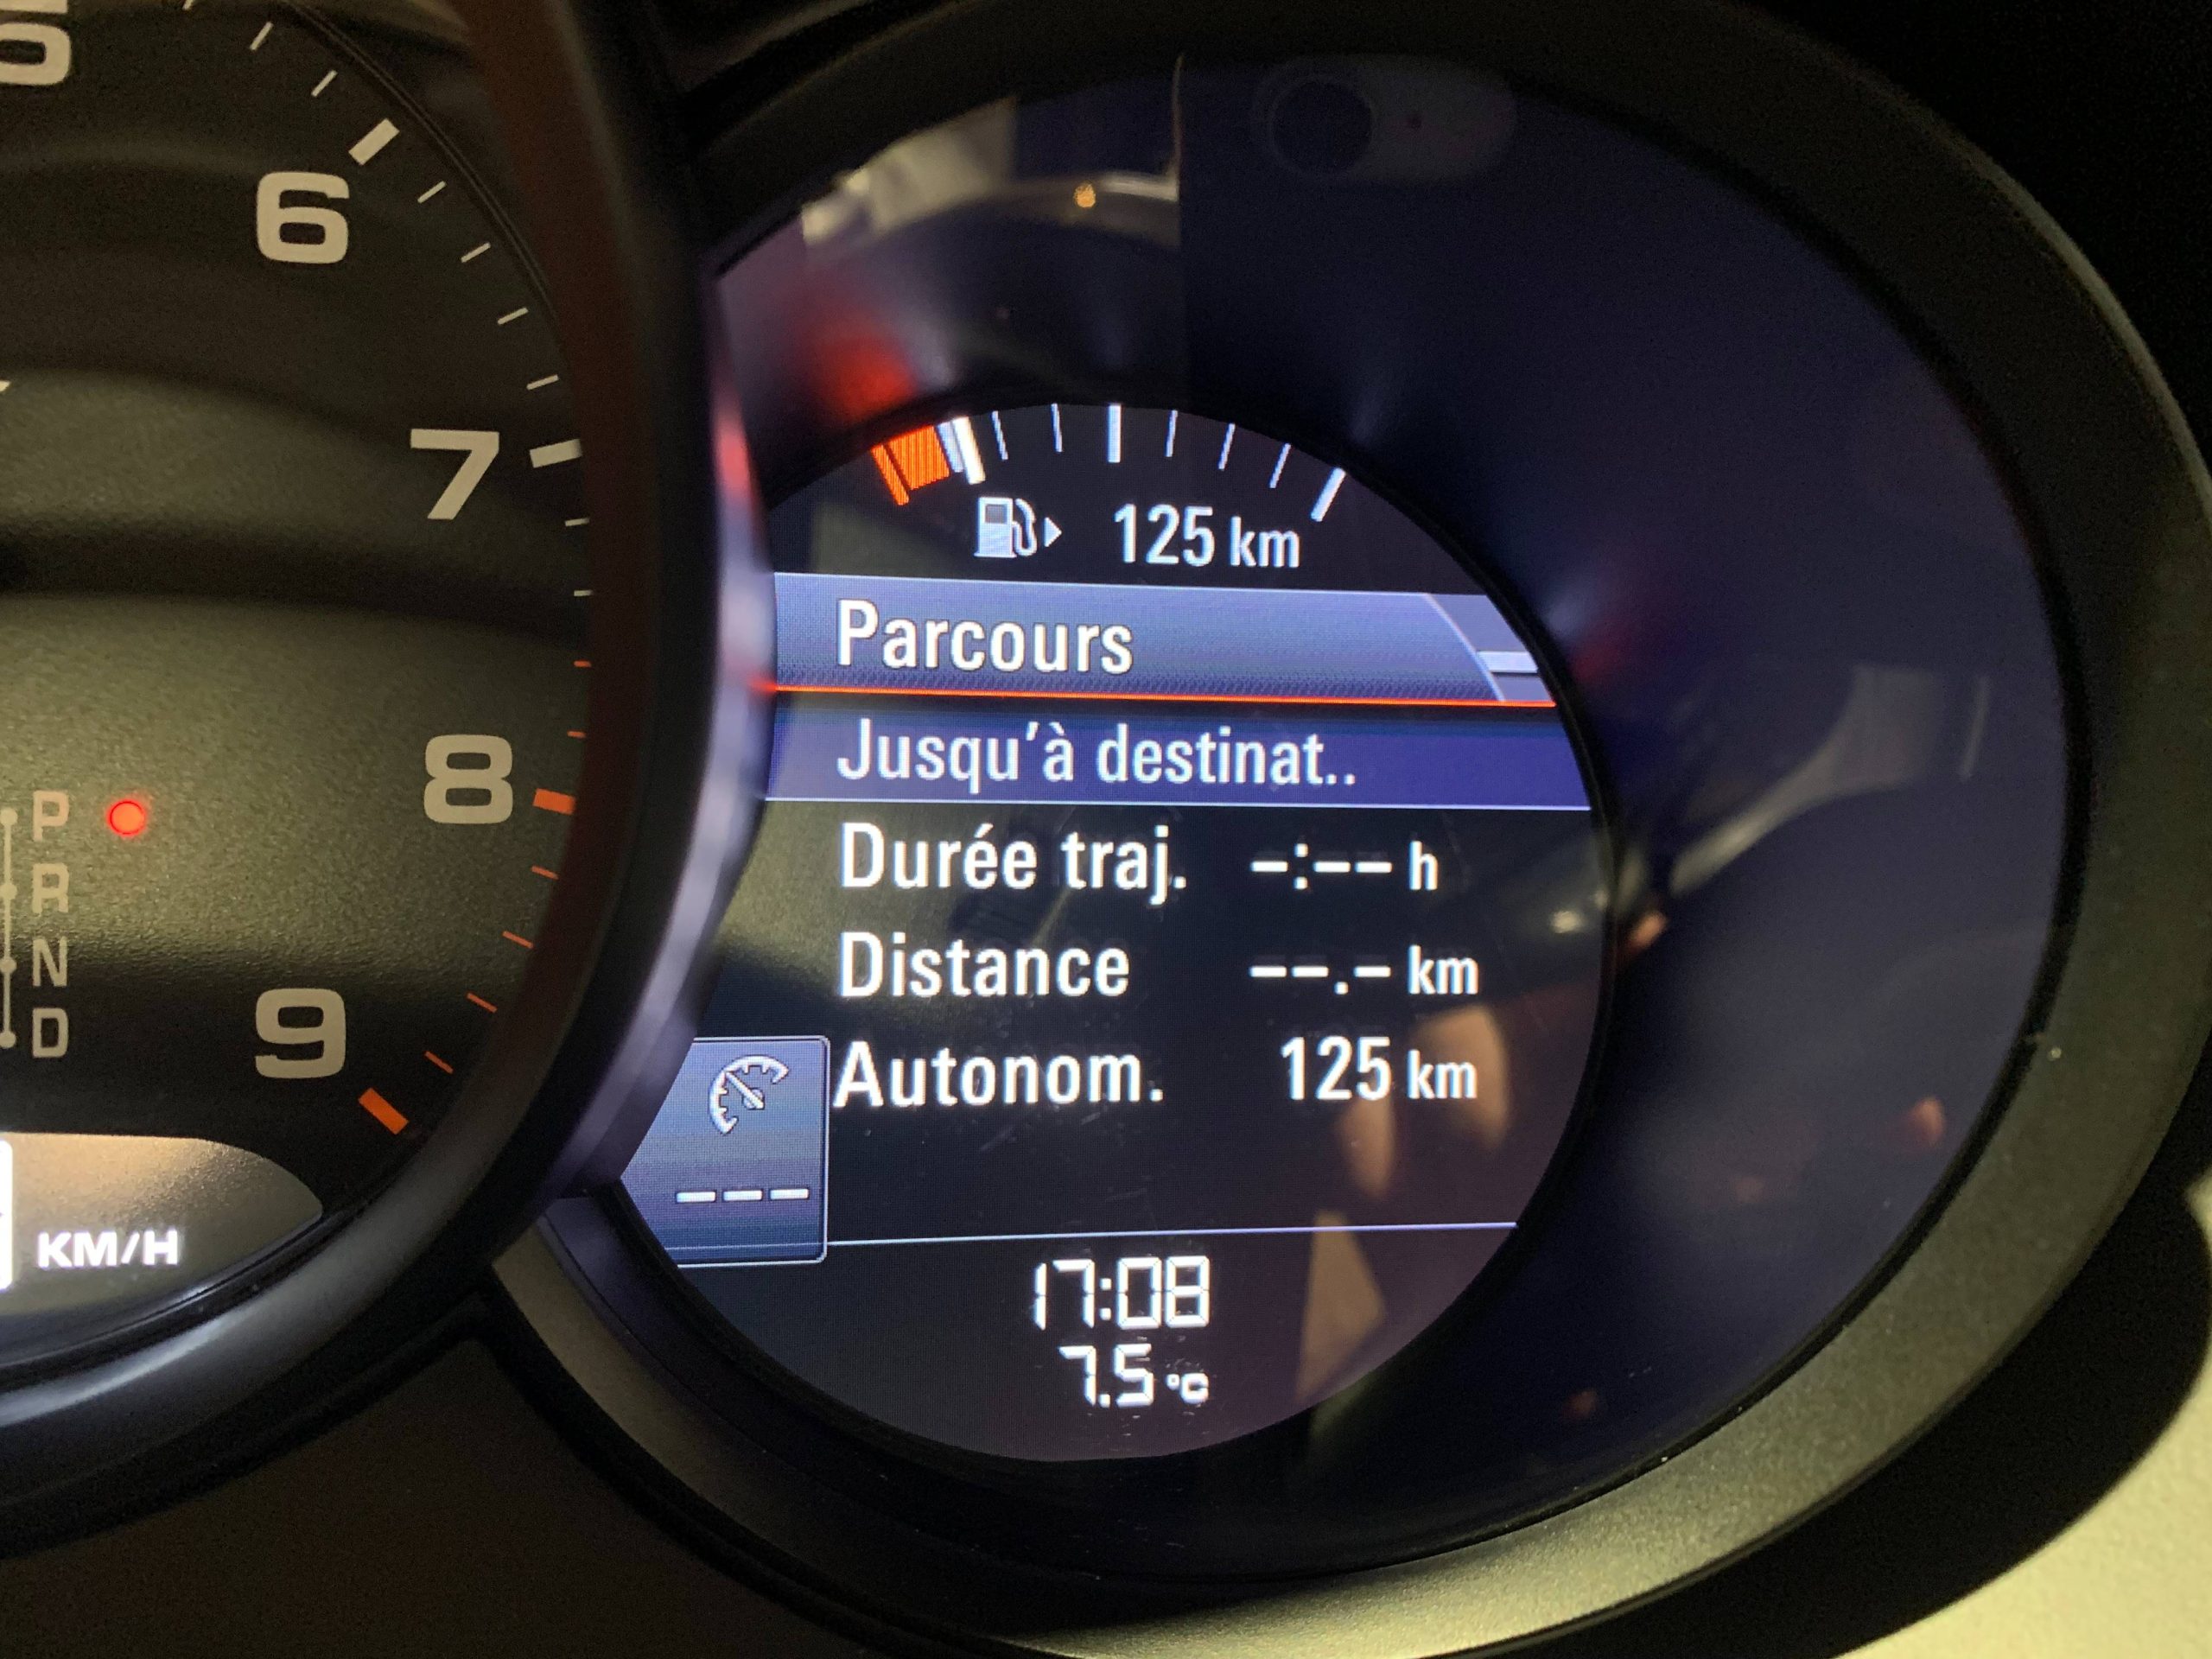 6
7
8
9
P
R
N
D
KM/H
125 km
Parcours
Jusqu'à destinat..
Durée traj. -:-- h
Distance --.- km
Autonom. 125 km
---
17:08
7.5 °C